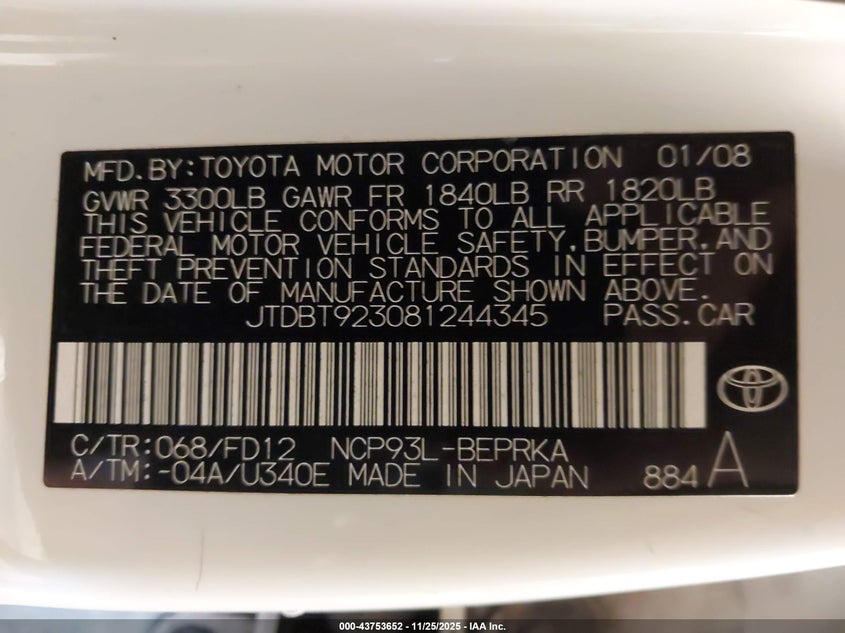 MFD.BY:TOYOTA MOTOR CORPORATION 01/08
GVWR 3300LB GAWR FR 1840LB RR 1820LB
THIS VEHICLE CONFORMS TO ALL APPLICABLE
FEDERAL MOTOR VEHICLE SAFETY,BUMPER,AND
THEFT PREVENTION STANDARDS IN EFFECT ON
THE DATE OF MANUFACTURE SHOWN ABOVE.
JTDBT923081244345 PASS.CAR
C/TR:068/FD12 NCP93L-BEPRKA
A/TM:-04A/U340E MADE IN JAPAN 884 A
000-43753652 - 11/25/2025 - IAA Inc.